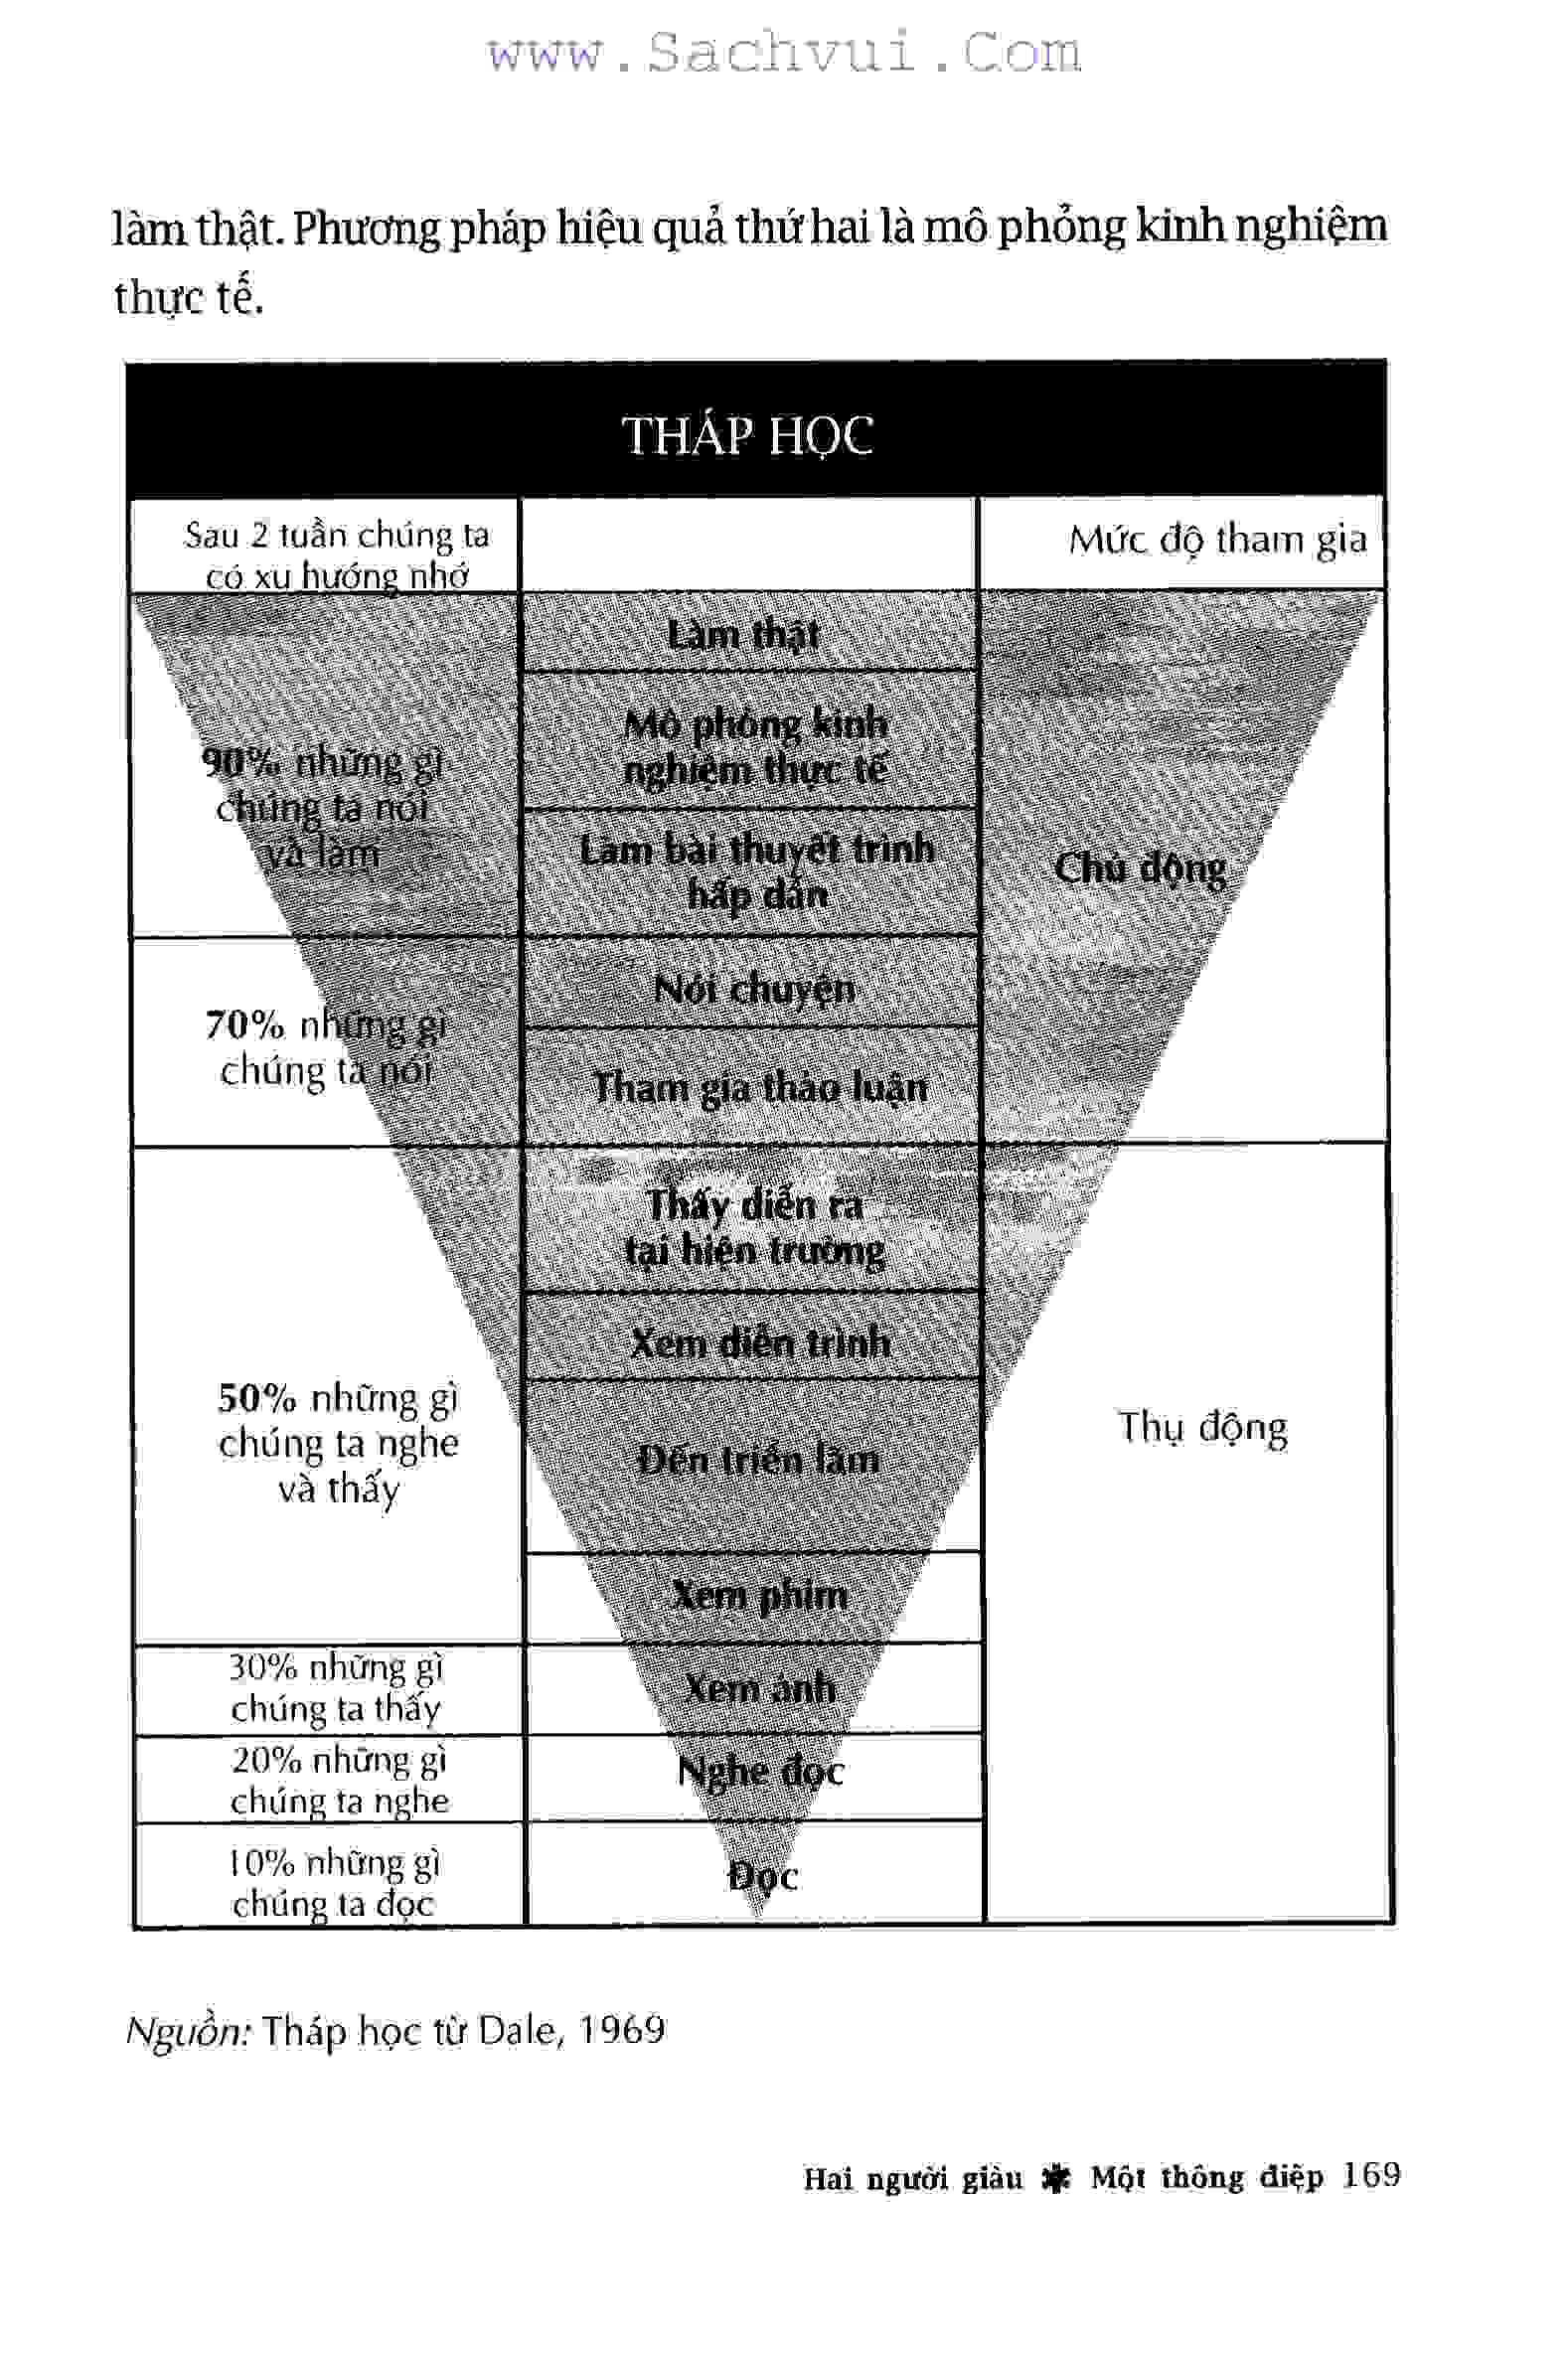 www.Sachvui.Com
làm thật. Phương pháp hiệu quả thứ hai là mô phỏng kinh nghiệm
thực tế.
THÁP HỌC
Sau 2 tuần chúng ta
có xu hướng nhớ
Mức độ tham gia
90% những gì
chúng ta nói
và làm
Làm thật
Mô phỏng kinh
nghiệm thực tế
Làm bài thuyết trình
hấp dẫn
Chủ động
70% những gì
chúng ta nói
Nói chuyện
Tham gia thảo luận
50% những gì
chúng ta nghe
và thấy
Thấy diễn ra
tại hiện trường
Xem diễn trình
Đến triển lãm
Xem phim
Thụ động
30% những gì
chúng ta thấy
Xem ảnh
20% những gì
chúng ta nghe
Nghe đọc
10% những gì
chúng ta đọc
Đọc
Nguồn: Tháp học từ Dale, 1969
Hai người giàu ✱ Một thông điệp 169